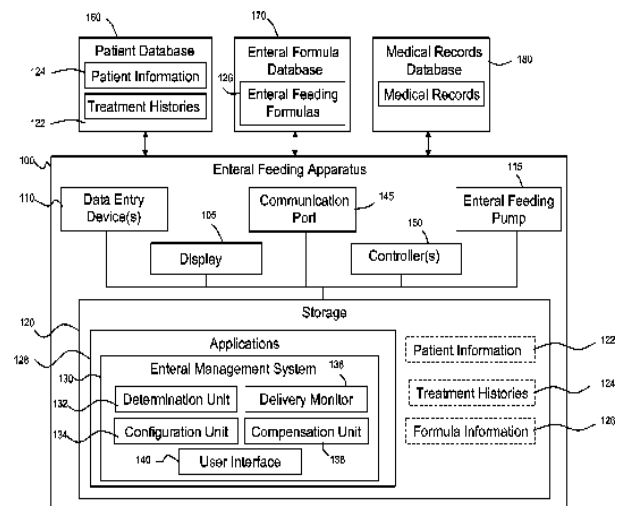 160
Patient Database
124
Patient Information
Treatment Histories
122
170
Enteral Formula
Database
126
Enteral Feeding
Formulas
Medical Records
Database
180
Medical Records
100
Enteral Feeding Apparatus
110
Data Entry
Device(s)
Communication
Port
145
115
Enteral Feeding
Pump
105
Display
150
Controller(s)
Storage
120
Applications
128
130
Enteral Management System
136
132
Determination Unit
Delivery Monitor
134
Configuration Unit
Compensation Unit
140
User Interface
138
Patient Information
122
Treatment Histories
124
Formula Information
126